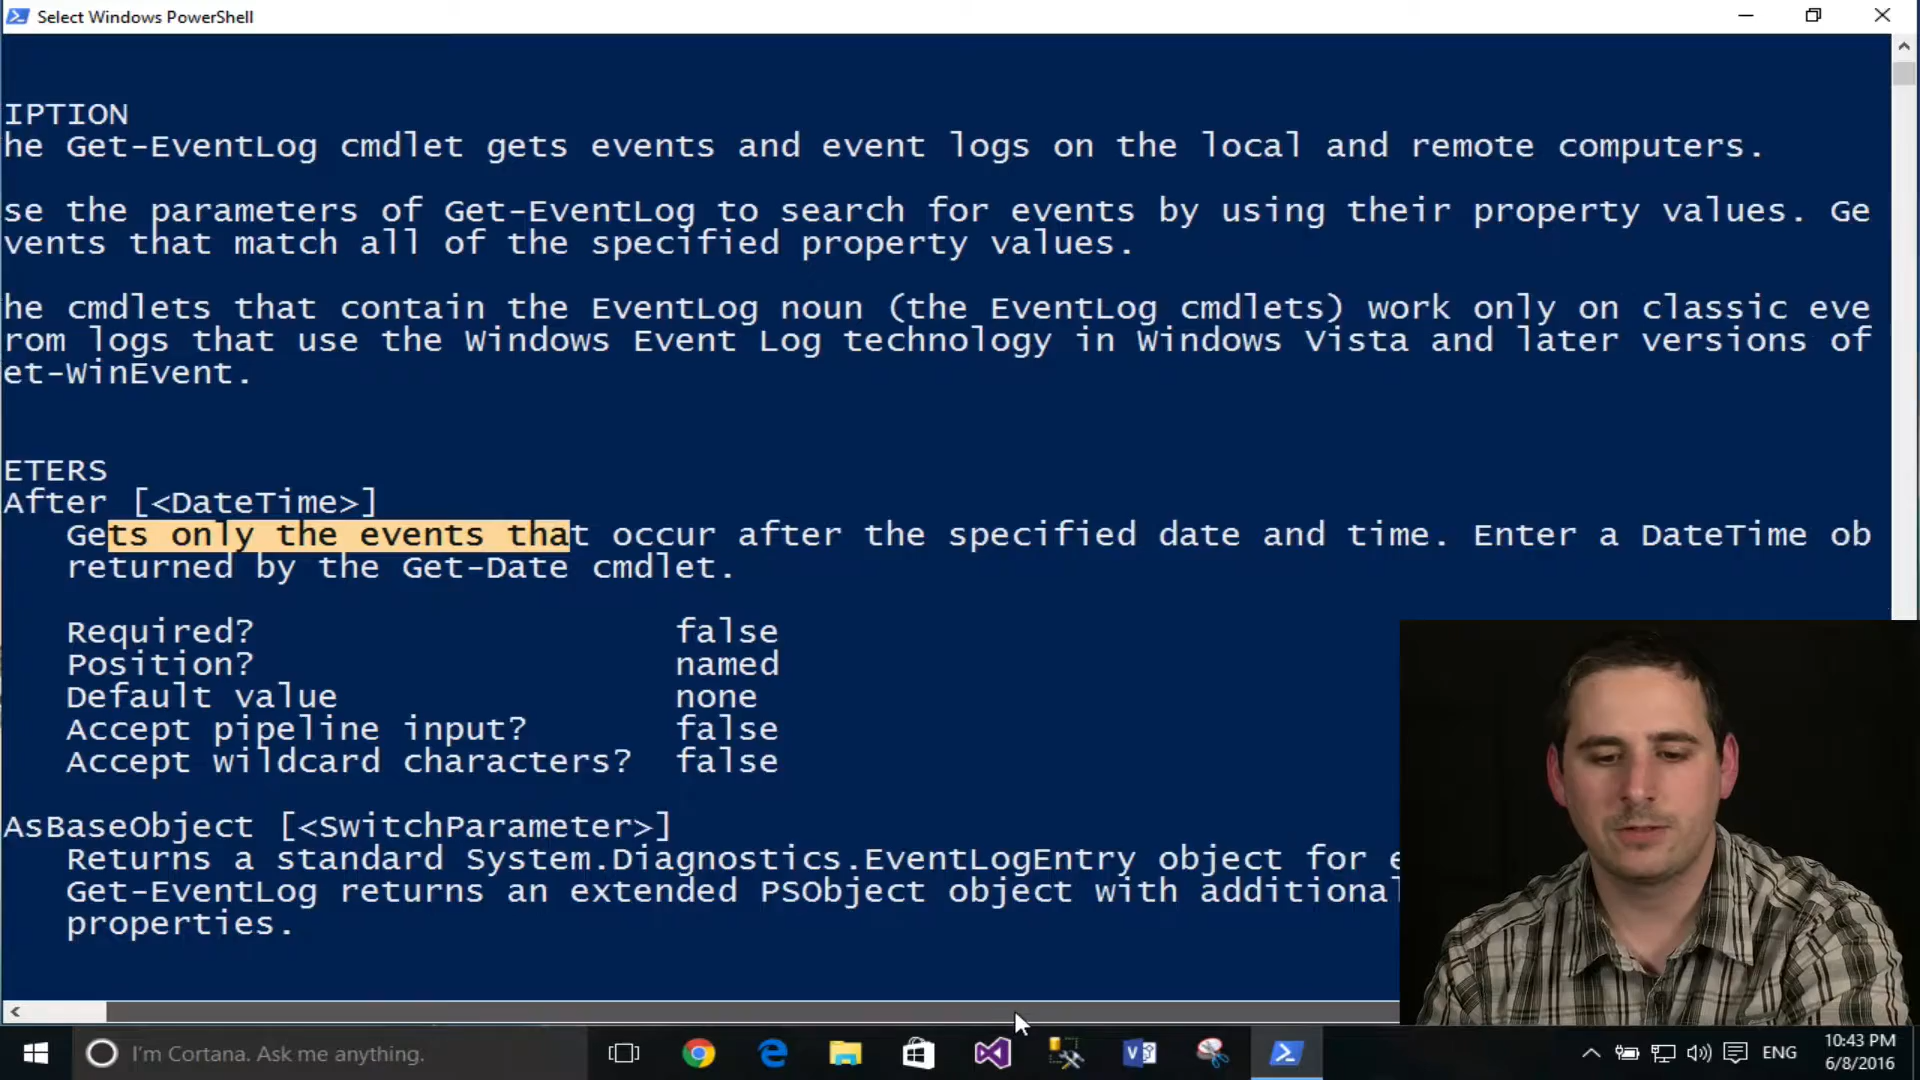 Select Windows PowerShell
IPTION
he Get-EventLog cmdlet gets events and event logs on the local and remote computers.
se the parameters of Get-EventLog to search for events by using their property values. Ge
vents that match all of the specified property values.
he cmdlets that contain the EventLog noun (the EventLog cmdlets) work only on classic eve
rom logs that use the Windows Event Log technology in Windows Vista and later versions of
et-WinEvent.
ETERS
After [<DateTime>]
Gets only the events that occur after the specified date and time. Enter a DateTime ob
returned by the Get-Date cmdlet.
Required? false
Position? named
Default value none
Accept pipeline input? false
Accept wildcard characters? false
AsBaseObject [<SwitchParameter>]
Returns a standard System.Diagnostics.EventLogEntry object for e
Get-EventLog returns an extended PSObject object with additional
properties.
I'm Cortana. Ask me anything.
ENG
10:43 PM
6/8/2016